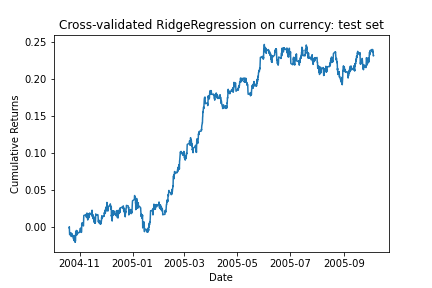 Cross-validated RidgeRegression on currency: test set
0.25
0.20
0.15
0.10
0.05
0.00
Cumulative Returns
2004-11 2005-01 2005-03 2005-05 2005-07 2005-09
Date